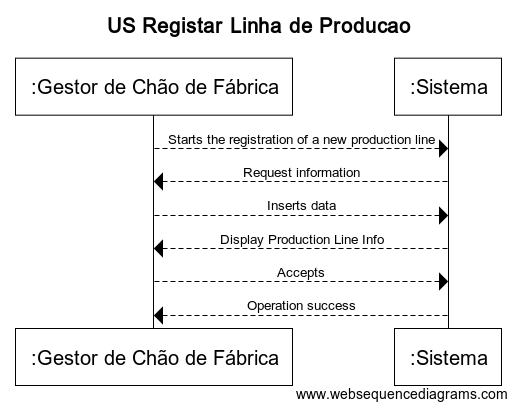 US Registar Linha de Producao
:Gestor de Chão de Fábrica
:Sistema
Starts the registration of a new production line
Request information
Inserts data
Display Production Line Info
Accepts
Operation success
:Gestor de Chão de Fábrica
:Sistema
www.websequencediagrams.com